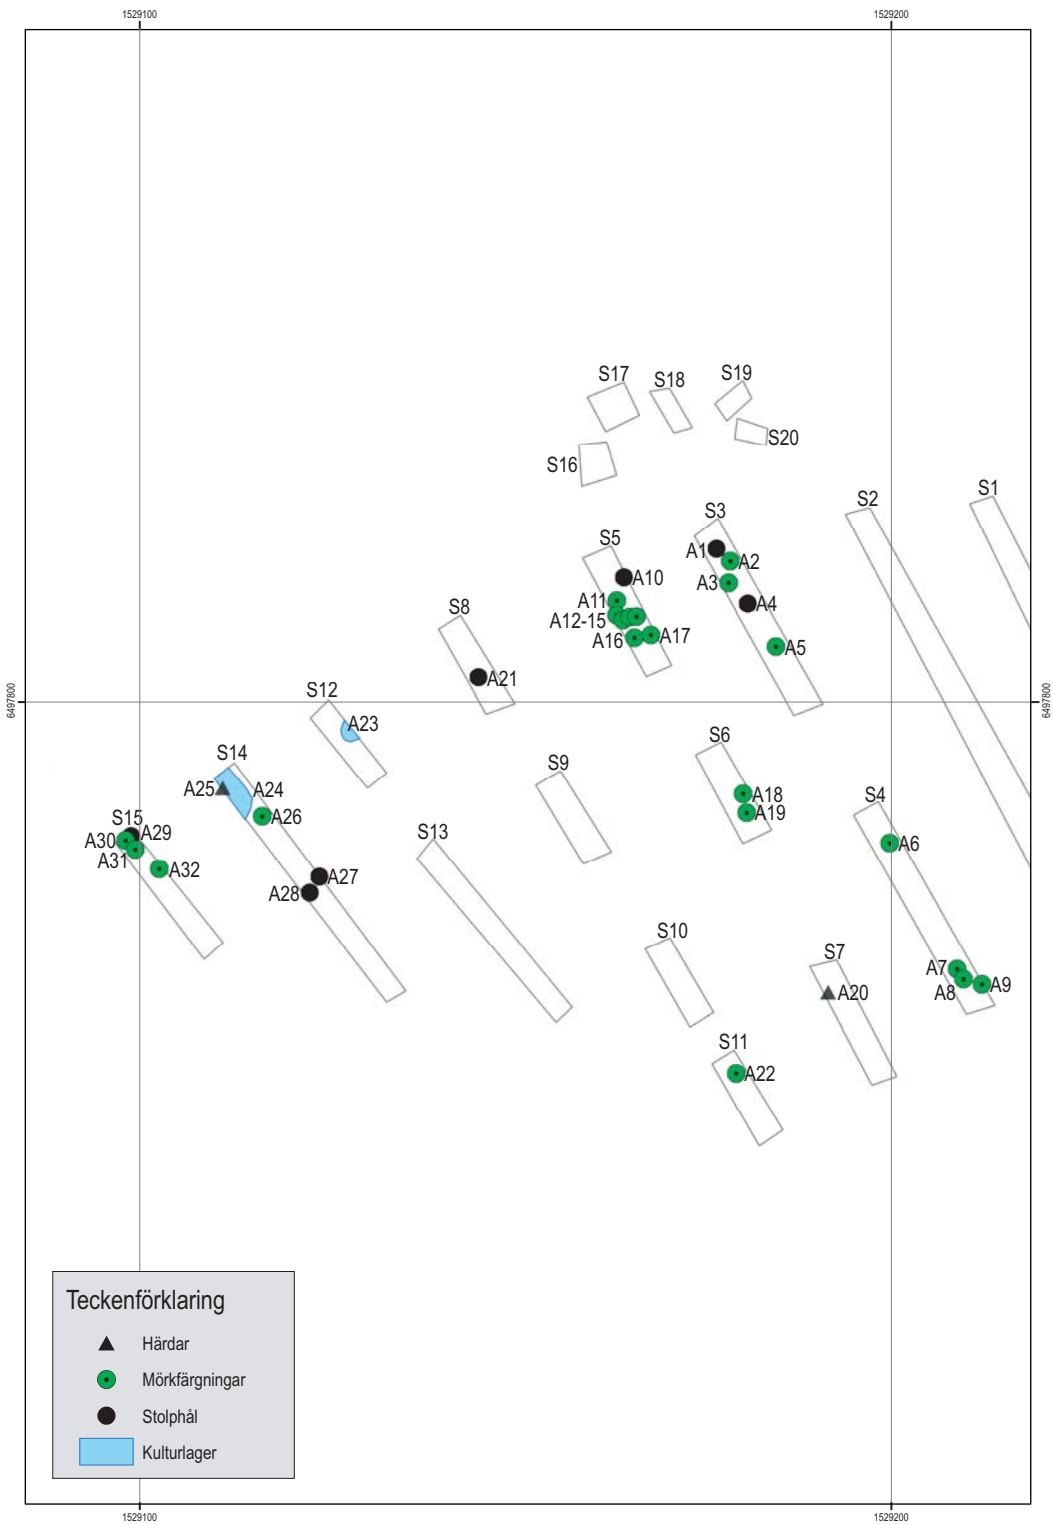 1529100 1529200
S17 S18 S19
S20
S16
S1
S2
S3
S5
A1 A2
A10 A3
A11 A4
A12-15
A16 A17
A5
S8
A21
6497800 6497800
S12
A23
S14
S6
S9
A25 A24
A18
S4
A26
A19
S15
A29
A30
S13
A6
A31
A32
A27
A28
S10
S7
A7
A8 A9
A20
S11
A22
Teckenförklaring
Härdar
Mörkfärgningar
Stolphål
Kulturlager
1529100 1529200